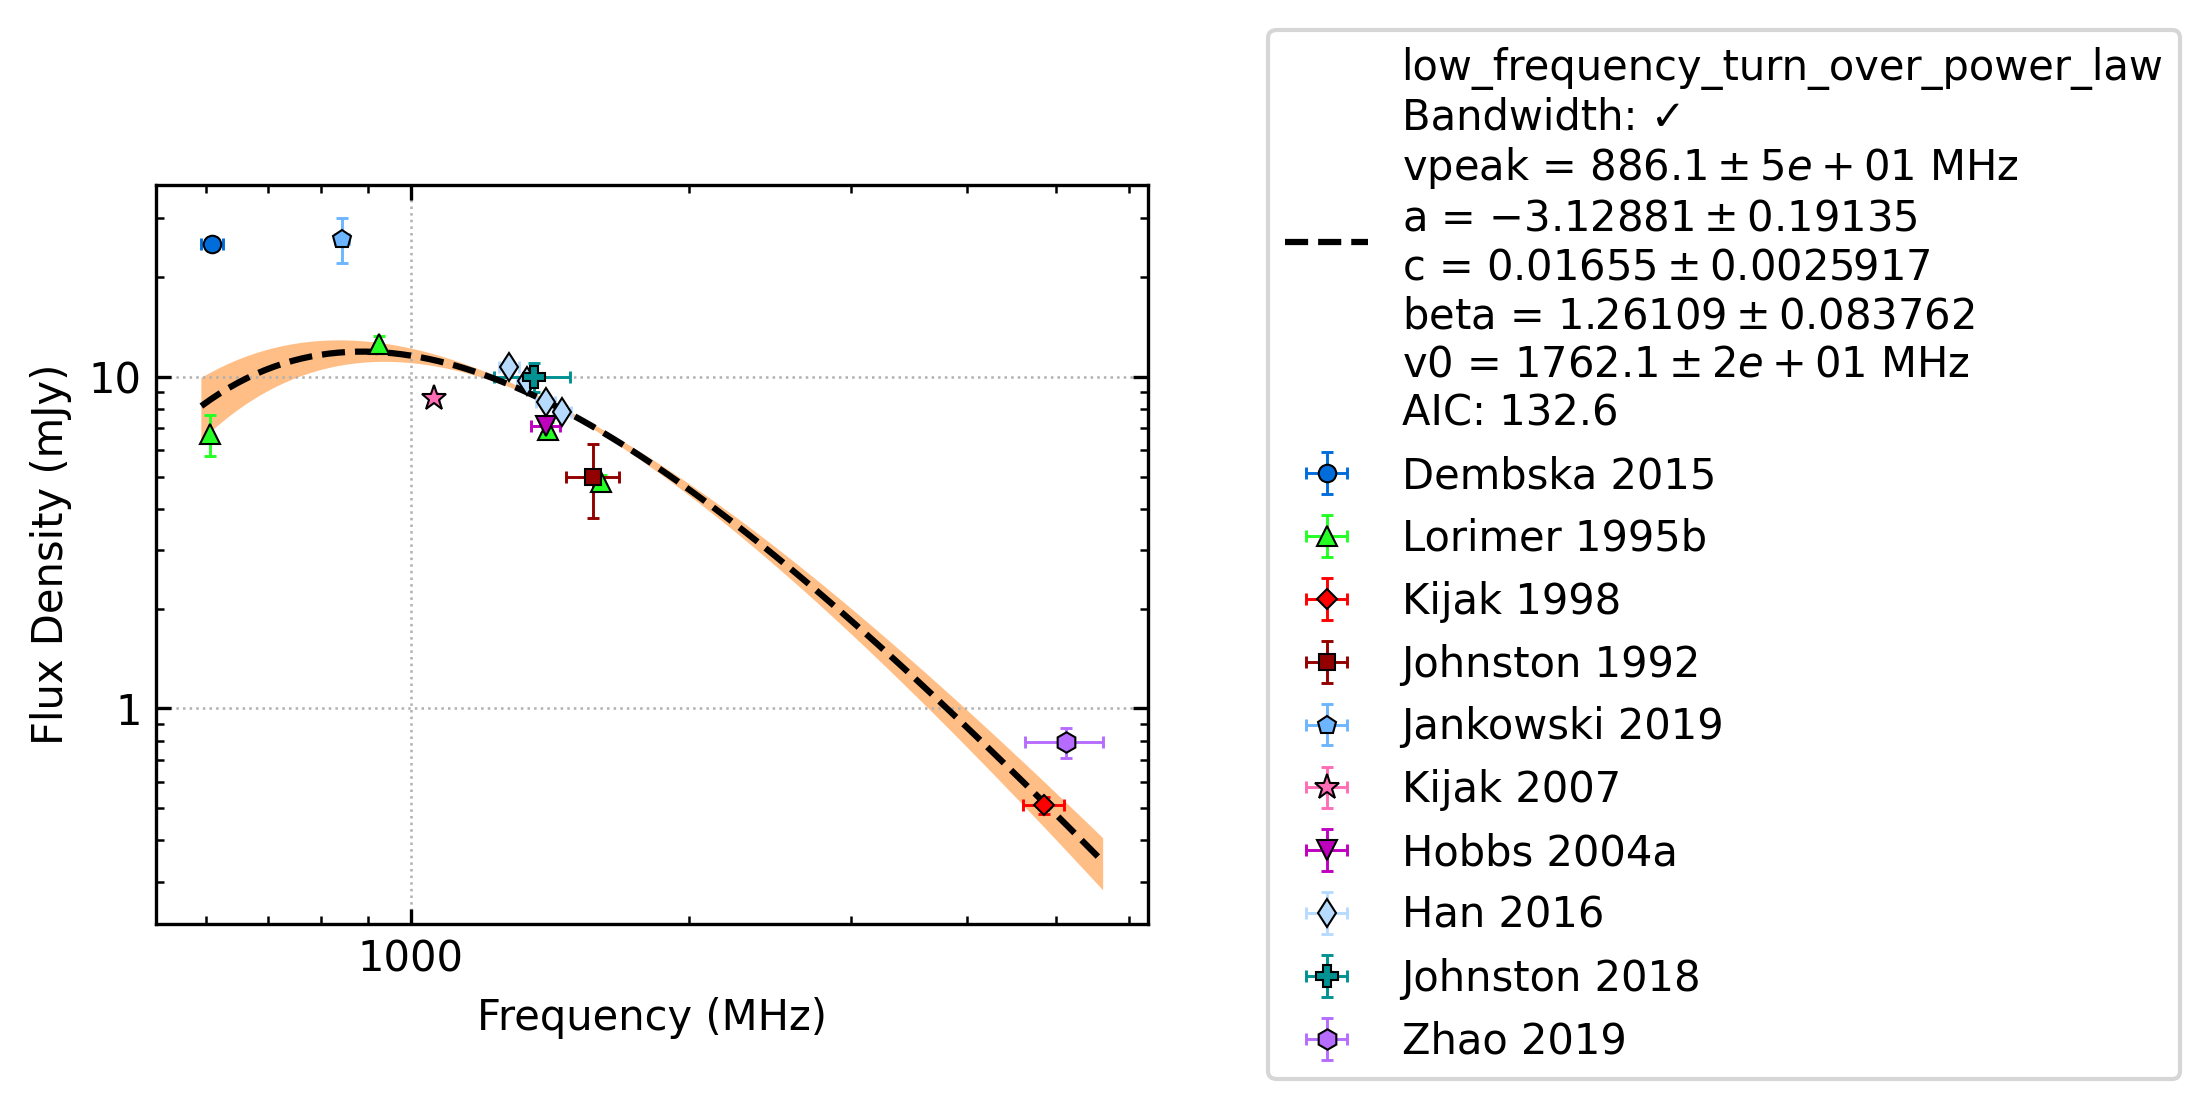 low_frequency_turn_over_power_law
Bandwidth: ✓
vpeak = 886.1 ± 5e + 01 MHz
a = −3.12881 ± 0.19135
c = 0.01655 ± 0.0025917
beta = 1.26109 ± 0.083762
v0 = 1762.1 ± 2e + 01 MHz
AIC: 132.6
Dembska 2015
Lorimer 1995b
Kijak 1998
Johnston 1992
Jankowski 2019
Kijak 2007
Hobbs 2004a
Han 2016
Johnston 2018
Zhao 2019
Flux Density (mJy)
10
1
1000
Frequency (MHz)